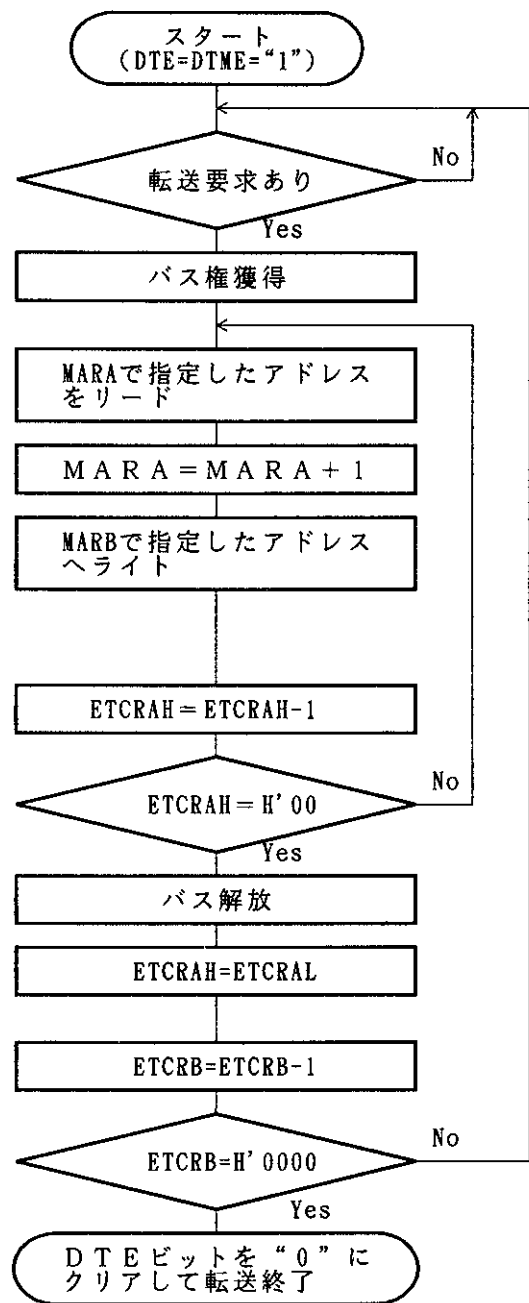 スタート
(DTE=DTME=“1”)
転送要求あり
No
Yes
バス権獲得
MARAで指定したアドレス
をリード
MARA=MARA+1
MARBで指定したアドレス
へライト
ETCRAH=ETCRAH-1
ETCRAH=H'00
No
Yes
バス解放
ETCRAH=ETCRAL
ETCRB=ETCRB-1
ETCRB=H'0000
No
Yes
DTEビットを“0”に
クリアして転送終了